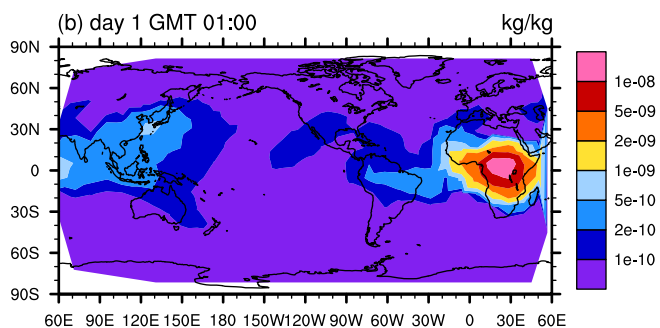 (b) day 1 GMT 01:00 kg/kg
90N
60N
30N
0
30S
60S
90S
60E 90E 120E 150E 180 150W120W 90W 60W 30W 0 30E 60E
1e-08
5e-09
2e-09
1e-09
5e-10
2e-10
1e-10